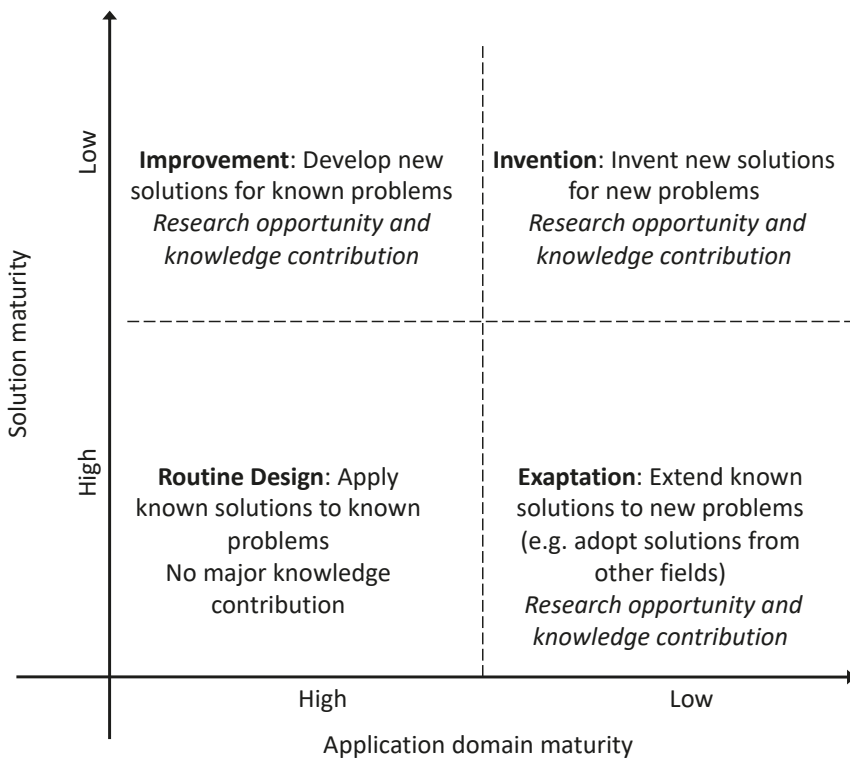 Solution maturity
Low
High
Improvement: Develop new
solutions for known problems
Research opportunity and
knowledge contribution
Invention: Invent new solutions
for new problems
Research opportunity and
knowledge contribution
Routine Design: Apply
known solutions to known
problems
No major knowledge
contribution
Exaptation: Extend known
solutions to new problems
(e.g. adopt solutions from
other fields)
Research opportunity and
knowledge contribution
High
Low
Application domain maturity